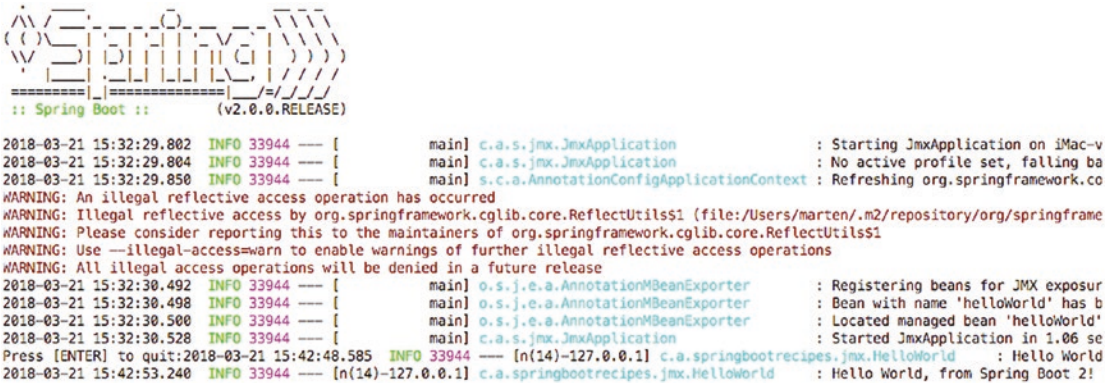 :: Spring Boot :: (v2.0.0.RELEASE)
2018-03-21 15:32:29.802 INFO 33944 --- [ main] c.a.s.jmx.JmxApplication : Starting JmxApplication on iMac-v
2018-03-21 15:32:29.804 INFO 33944 --- [ main] c.a.s.jmx.JmxApplication : No active profile set, falling ba
2018-03-21 15:32:29.850 INFO 33944 --- [ main] s.c.a.AnnotationConfigApplicationContext : Refreshing org.springframework.co
WARNING: An illegal reflective access operation has occurred
WARNING: Illegal reflective access by org.springframework.cglib.core.ReflectUtils$1 (file:/Users/marten/.m2/repository/org/springframe
WARNING: Please consider reporting this to the maintainers of org.springframework.cglib.core.ReflectUtils$1
WARNING: Use --illegal-access=warn to enable warnings of further illegal reflective access operations
WARNING: All illegal access operations will be denied in a future release
2018-03-21 15:32:30.492 INFO 33944 --- [ main] o.s.j.e.a.AnnotationMBeanExporter : Registering beans for JMX exposur
2018-03-21 15:32:30.498 INFO 33944 --- [ main] o.s.j.e.a.AnnotationMBeanExporter : Bean with name 'helloWorld' has b
2018-03-21 15:32:30.500 INFO 33944 --- [ main] o.s.j.e.a.AnnotationMBeanExporter : Located managed bean 'helloWorld'
2018-03-21 15:32:30.528 INFO 33944 --- [ main] c.a.s.jmx.JmxApplication : Started JmxApplication in 1.06 se
Press [ENTER] to quit:2018-03-21 15:42:48.585 INFO 33944 --- [n(14)-127.0.0.1] c.a.springbootrecipes.jmx.HelloWorld : Hello World
2018-03-21 15:42:53.240 INFO 33944 --- [n(14)-127.0.0.1] c.a.springbootrecipes.jmx.HelloWorld : Hello World, from Spring Boot 2!